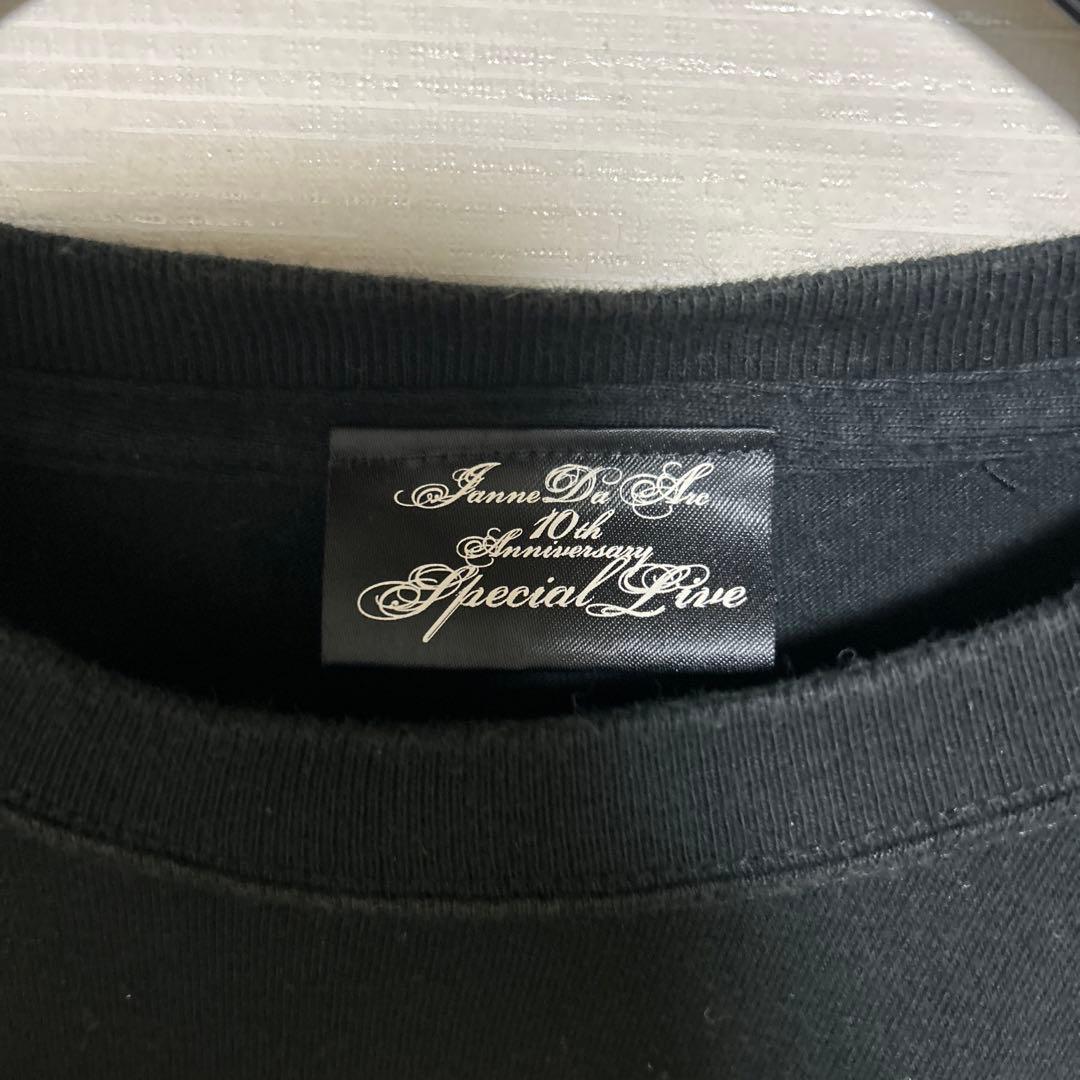 Janne Da Arc
10th
Anniversary
Special Live